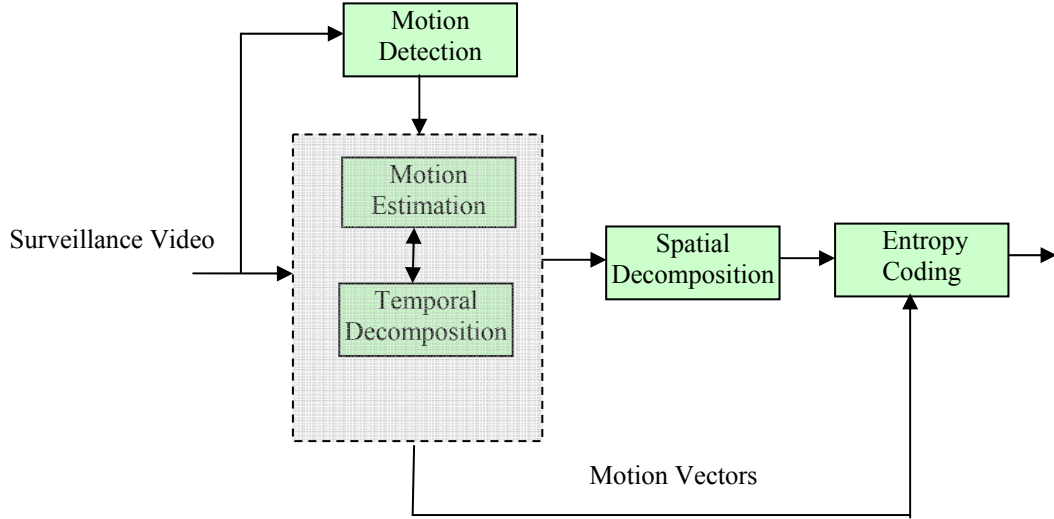 Motion
Detection
Motion
Estimation
Surveillance Video
Temporal
Decomposition
Spatial
Decomposition
Entropy
Coding
Motion Vectors